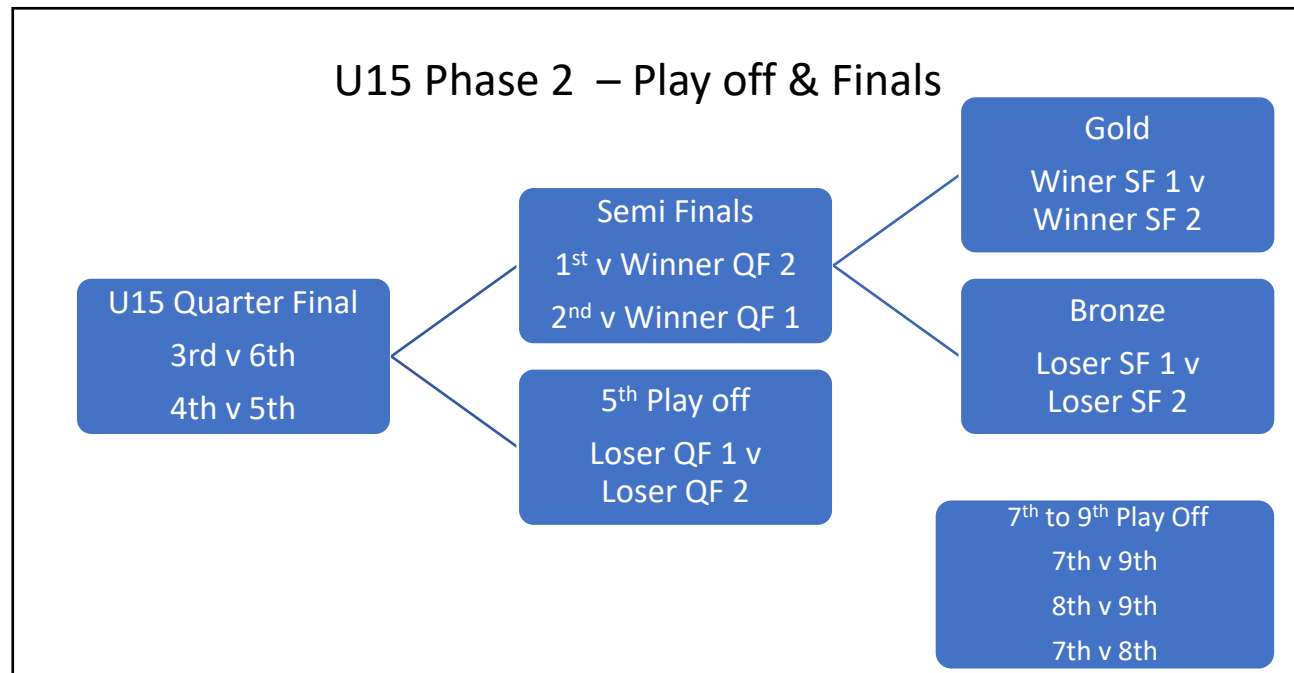 U15 Phase 2 – Play off & Finals
U15 Quarter Final
3rd v 6th
4th v 5th
Semi Finals
1st v Winner QF 2
2nd v Winner QF 1
5th Play off
Loser QF 1 v
Loser QF 2
Gold
Winer SF 1 v
Winner SF 2
Bronze
Loser SF 1 v
Loser SF 2
7th to 9th Play Off
7th v 9th
8th v 9th
7th v 8th